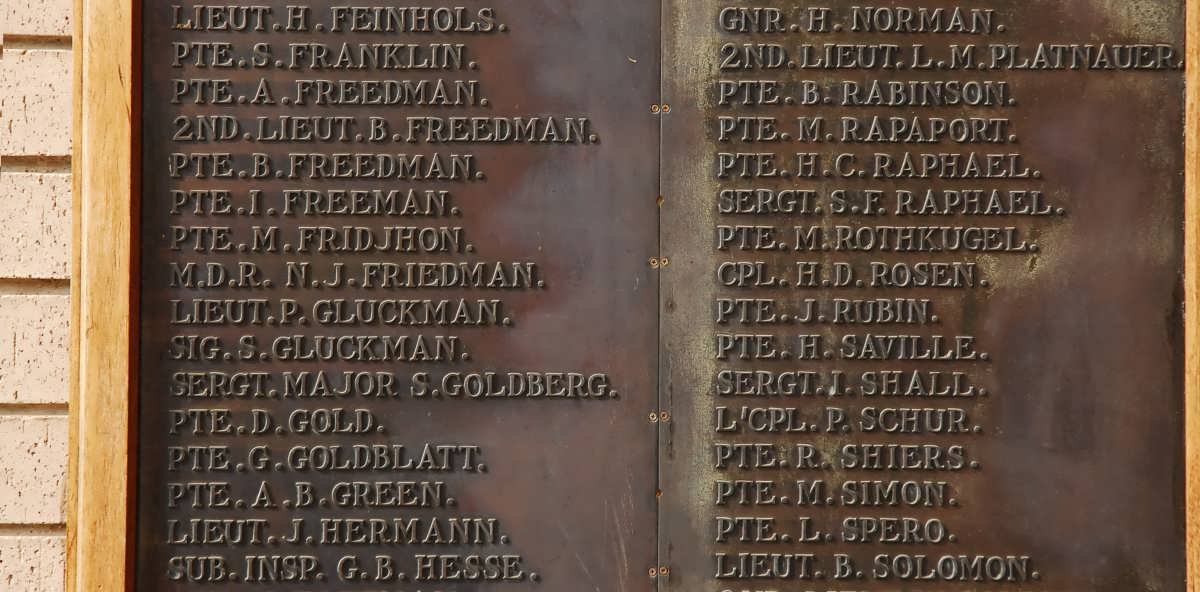 LIEUT. H. FEINHOLS.
PTE. S. FRANKLIN.
PTE. A. FREEDMAN.
2ND. LIEUT. B. FREEDMAN.
PTE. B. FREEDMAN.
PTE. I. FREEMAN.
PTE. M. FRIDJHON.
M.D.R. N. J. FRIEDMAN.
LIEUT. P. GLUCKMAN.
SIG. S. GLUCKMAN.
SERGT. MAJOR S. GOLDBERG.
PTE. D. GOLD.
PTE. G. GOLDBLATT.
PTE. A. B. GREEN.
LIEUT. J. HERMANN.
SUB. INSP. G. B. HESSE.
GNR. H. NORMAN.
2ND. LIEUT. L. M. PLATNAUER.
PTE. B. RABINSON.
PTE. M. RAPAPORT.
PTE. H. C. RAPHAEL.
SERGT. S. F. RAPHAEL.
PTE. M. ROTHKUGEL.
CPL. H. D. ROSEN.
PTE. J. RUBIN.
PTE. H. SAVILLE.
SERGT. I. SHALL.
L'CPL. P. SCHUR.
PTE. R. SHIERS.
PTE. M. SIMON.
PTE. L. SPERO.
LIEUT. B. SOLOMON.